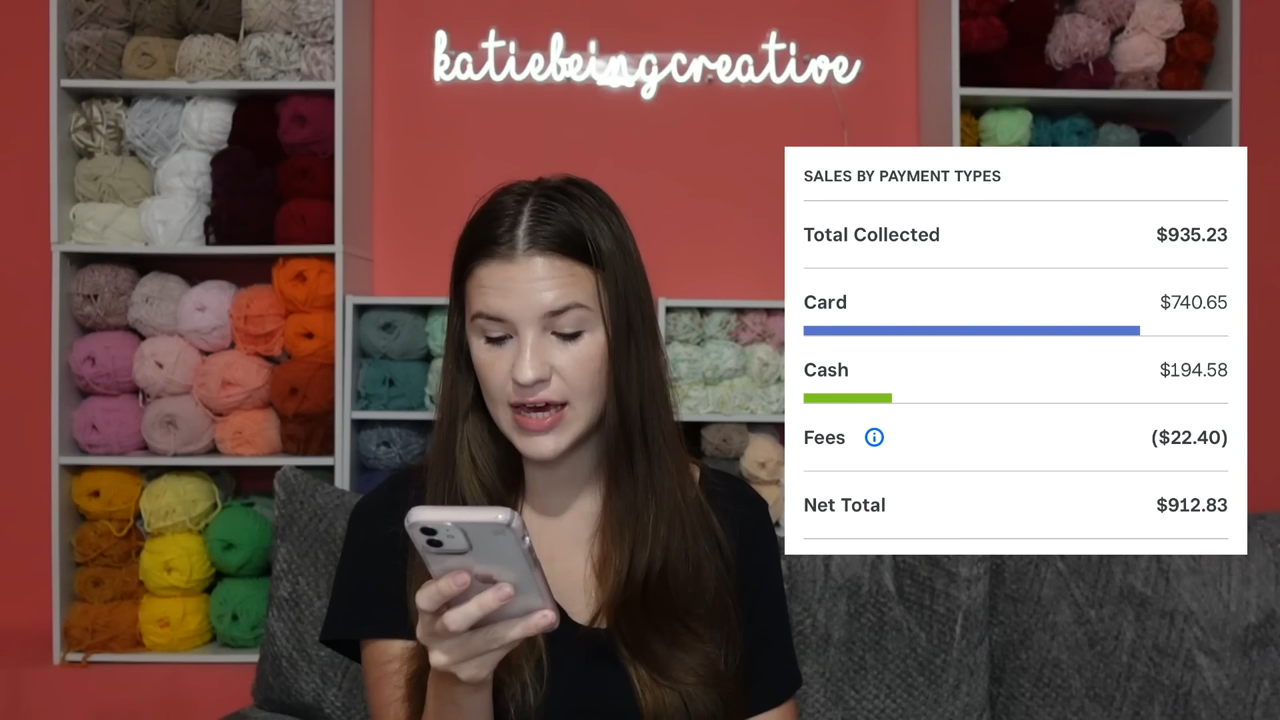 katiebeingcreative
SALES BY PAYMENT TYPES
Total Collected $935.23
Card $740.65
Cash $194.58
Fees ($22.40)
Net Total $912.83